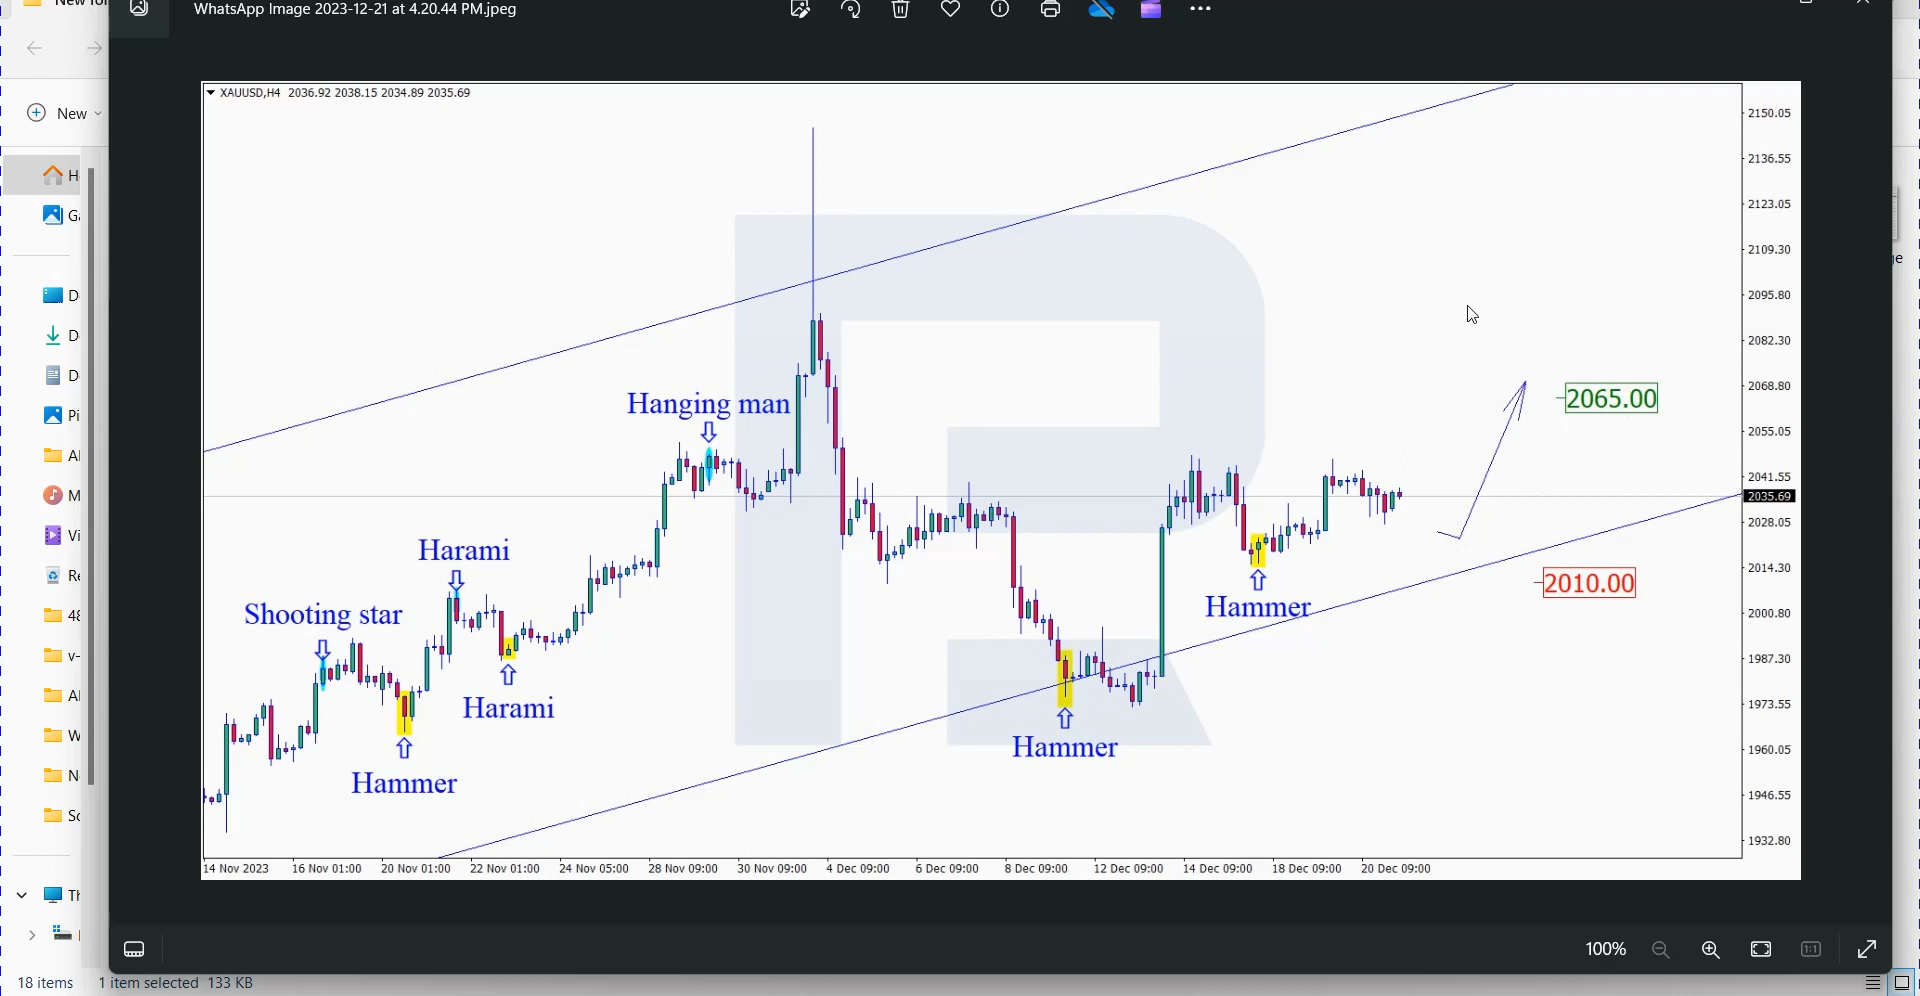 New fol
WhatsApp Image 2023-12-21 at 4.20.44 PM.jpeg
New
XAUUSD,H4 2036.92 2038.15 2034.89 2035.69
2150.05
2136.55
2123.05
2109.30
2095.80
2082.30
2068.80
2055.05
2041.55
2035.69
2028.05
2014.30
2000.80
1987.30
1973.55
1960.05
1946.55
1932.80
Hanging man
2065.00
Harami
2010.00
Shooting star
Hammer
Harami
Hammer
Hammer
14 Nov 2023
16 Nov 01:00
20 Nov 01:00
22 Nov 01:00
24 Nov 05:00
28 Nov 09:00
30 Nov 09:00
4 Dec 09:00
6 Dec 09:00
8 Dec 09:00
12 Dec 09:00
14 Dec 09:00
18 Dec 09:00
20 Dec 09:00
100%
1:1
18 items
1 item selected 133 KB